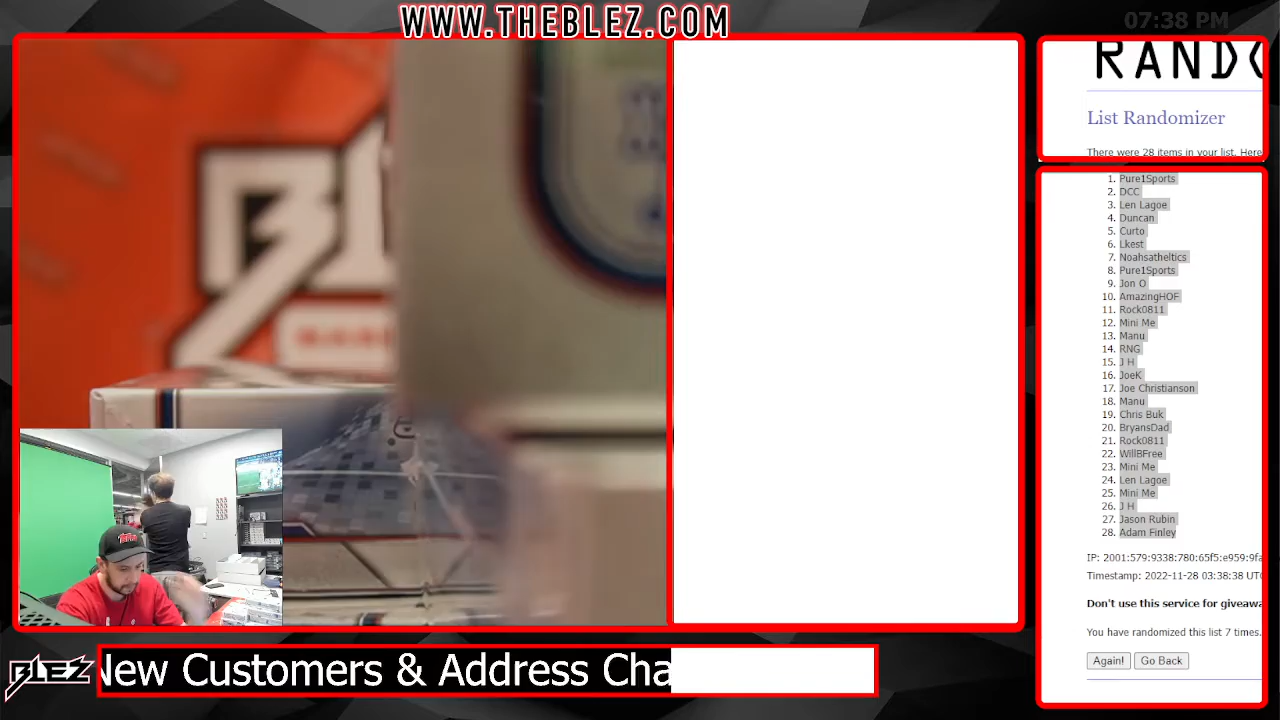 WWW.THEBLEZ.COM
07:38 PM
List Randomizer
There were 28 items in your list. Here
1. Pure1Sports
2. DCC
3. Len Lagoe
4. Duncan
5. Curto
6. Lkest
7. Noahsatheltics
8. Pure1Sports
9. Jon O
10. AmazingHOF
11. Rock0811
12. Mini Me
13. Manu
14. RNG
15. J H
16. JoeK
17. Joe Christianson
18. Manu
19. Chris Buk
20. BryansDad
21. Rock0811
22. WillBFree
23. Mini Me
24. Len Lagoe
25. Mini Me
26. J H
27. Jason Rubin
28. Adam Finley
Timestamp: 2022-11-28 03:38:38 UTC
Don't use this service for giveawa
You have randomized this list 7 times.
Again! Go Back
BLEZ
New Customers & Address Cha